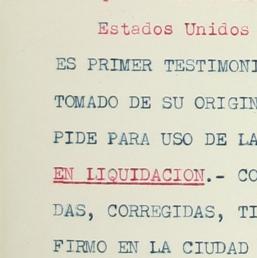 Estados Unidos
ES PRIMER TESTIMONI
TOMADO DE SU ORIGIN
PIDE PARA USO DE LA
EN LIQUIDACION.- CO
DAS, CORREGIDAS, TI
FIRMO EN LA CIUDAD